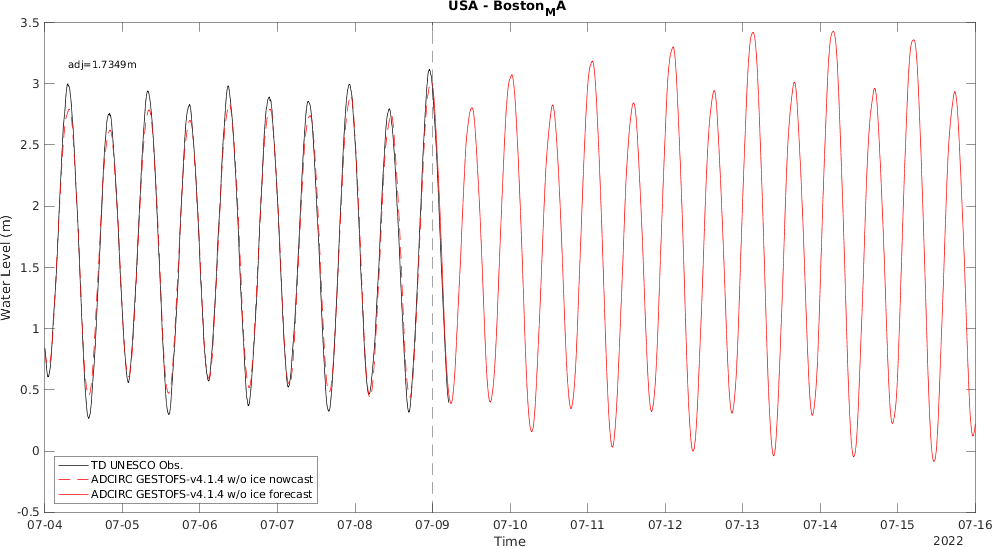 USA - Boston_MA
adj=1.7349m
3.5
3
2.5
2
1.5
1
0.5
0
-0.5
Water Level (m)
TD UNESCO Obs.
ADCIRC GESTOFS-v4.1.4 w/o ice nowcast
ADCIRC GESTOFS-v4.1.4 w/o ice forecast
07-04 07-05 07-06 07-07 07-08 07-09 07-10 07-11 07-12 07-13 07-14 07-15 07-16
Time
2022